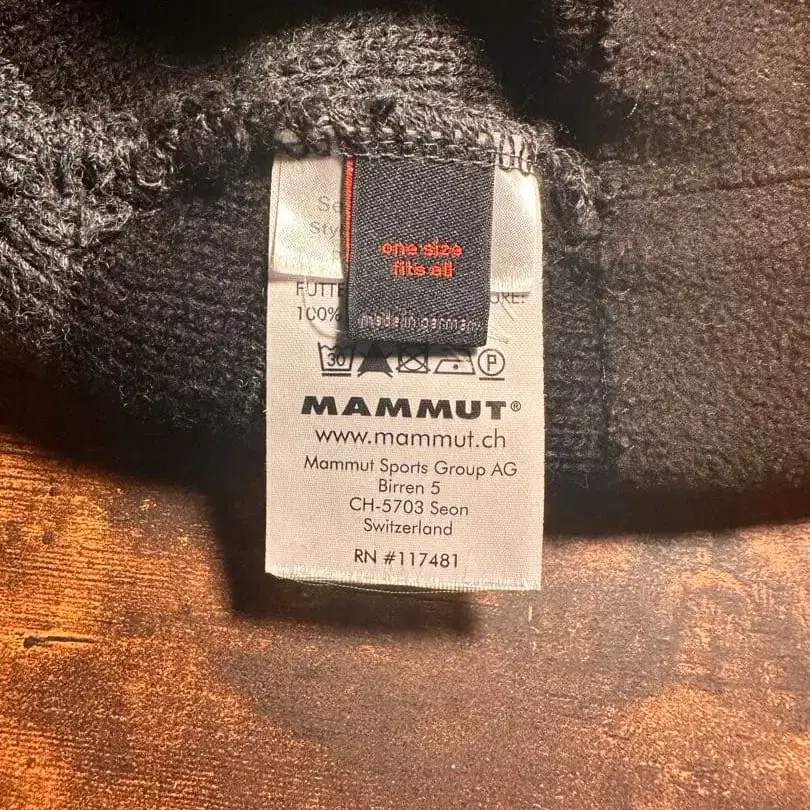 one size
fits all
made in germany
100%
30
P
MAMMUT®
www.mammut.ch
Mammut Sports Group AG
Birren 5
CH-5703 Seon
Switzerland
RN #117481